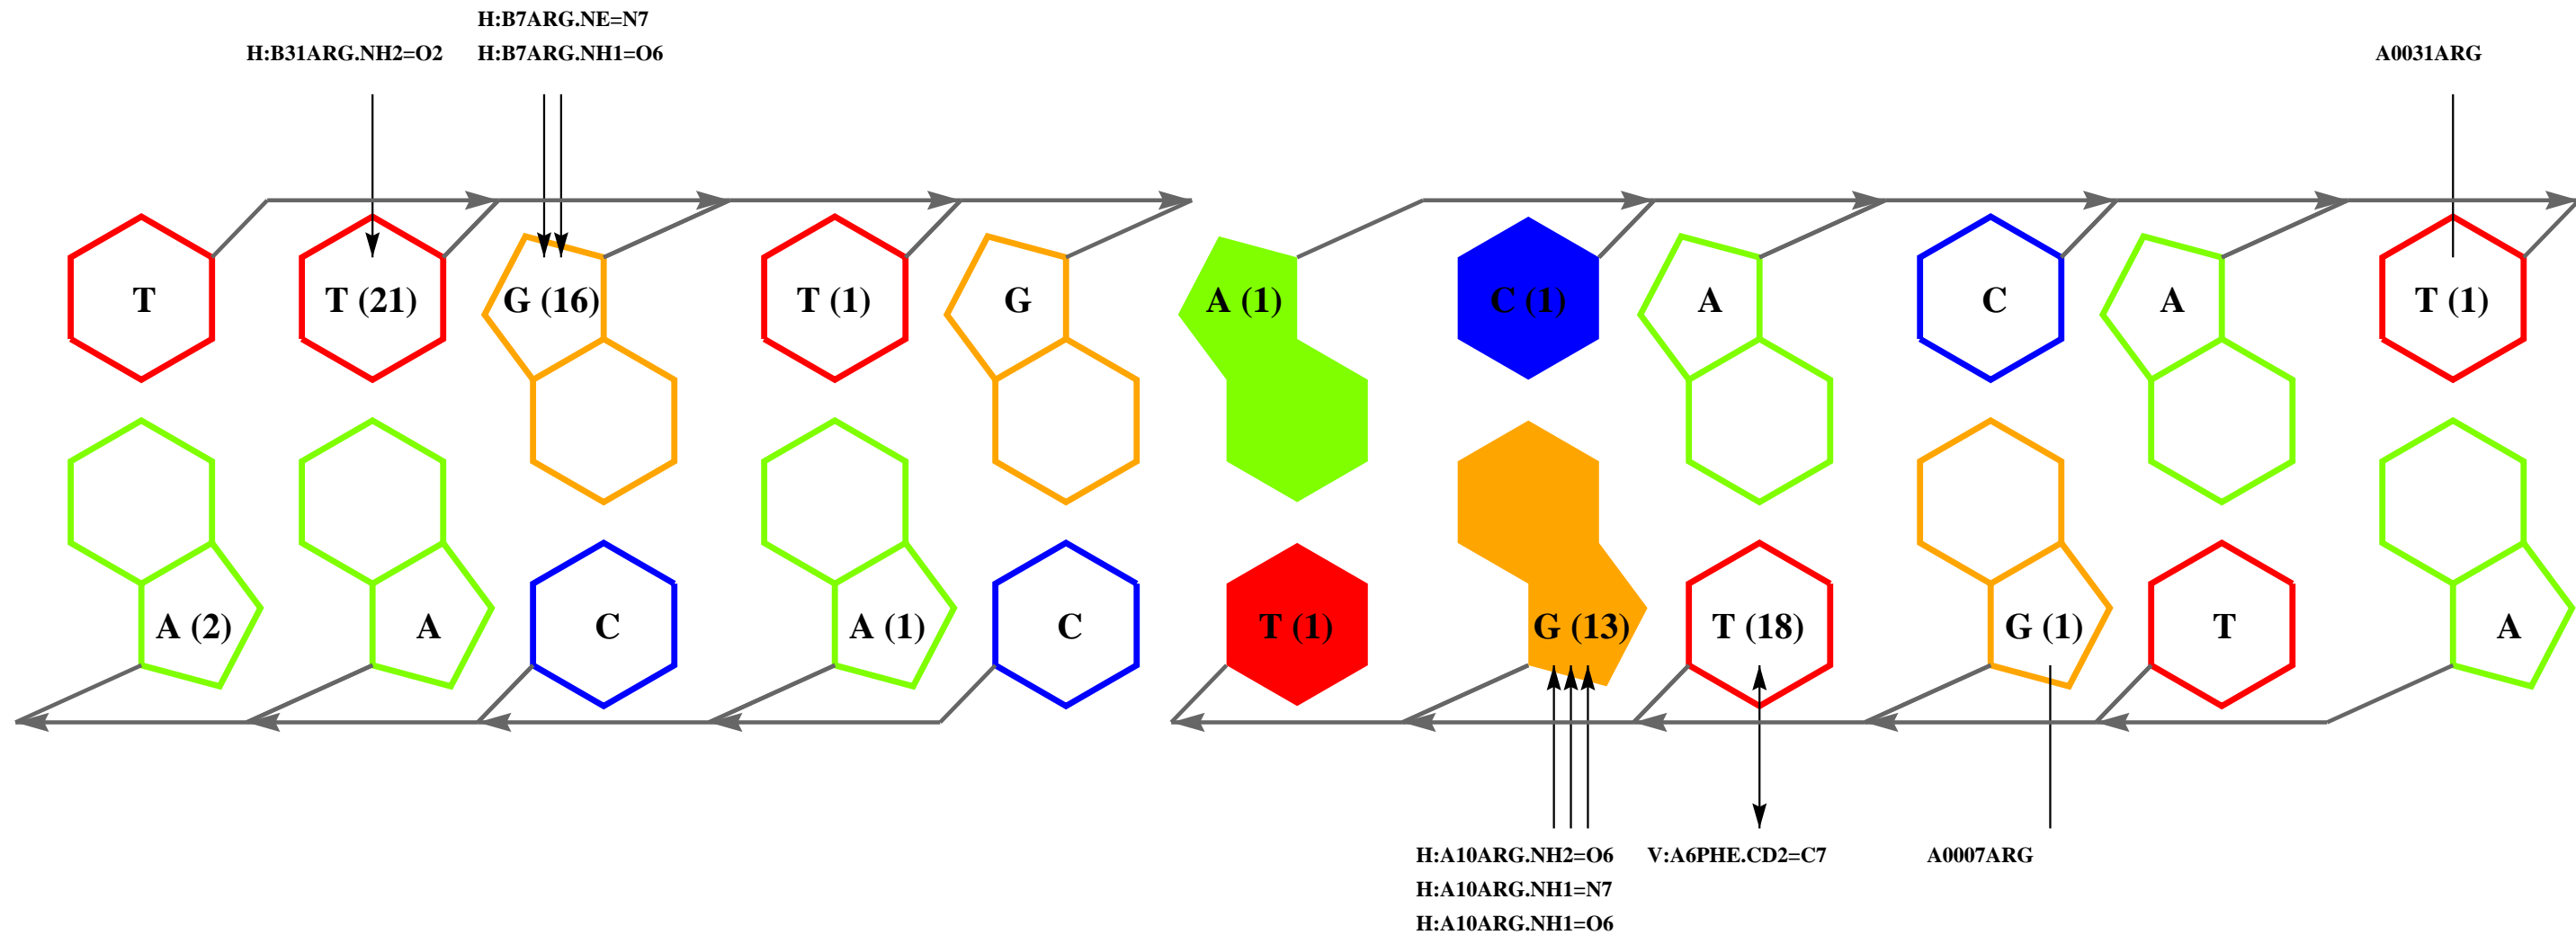 H:B7ARG.NE=N7
H:B31ARG.NH2=O2 H:B7ARG.NH1=O6 A0031ARG
T T (21) G (16) T (1) G A (1) C (1) A C A T (1)
A (2) A C A (1) C T (1) G (13) T (18) G (1) T A
H:A10ARG.NH2=O6 V:A6PHE.CD2=C7 A0007ARG
H:A10ARG.NH1=N7
H:A10ARG.NH1=O6